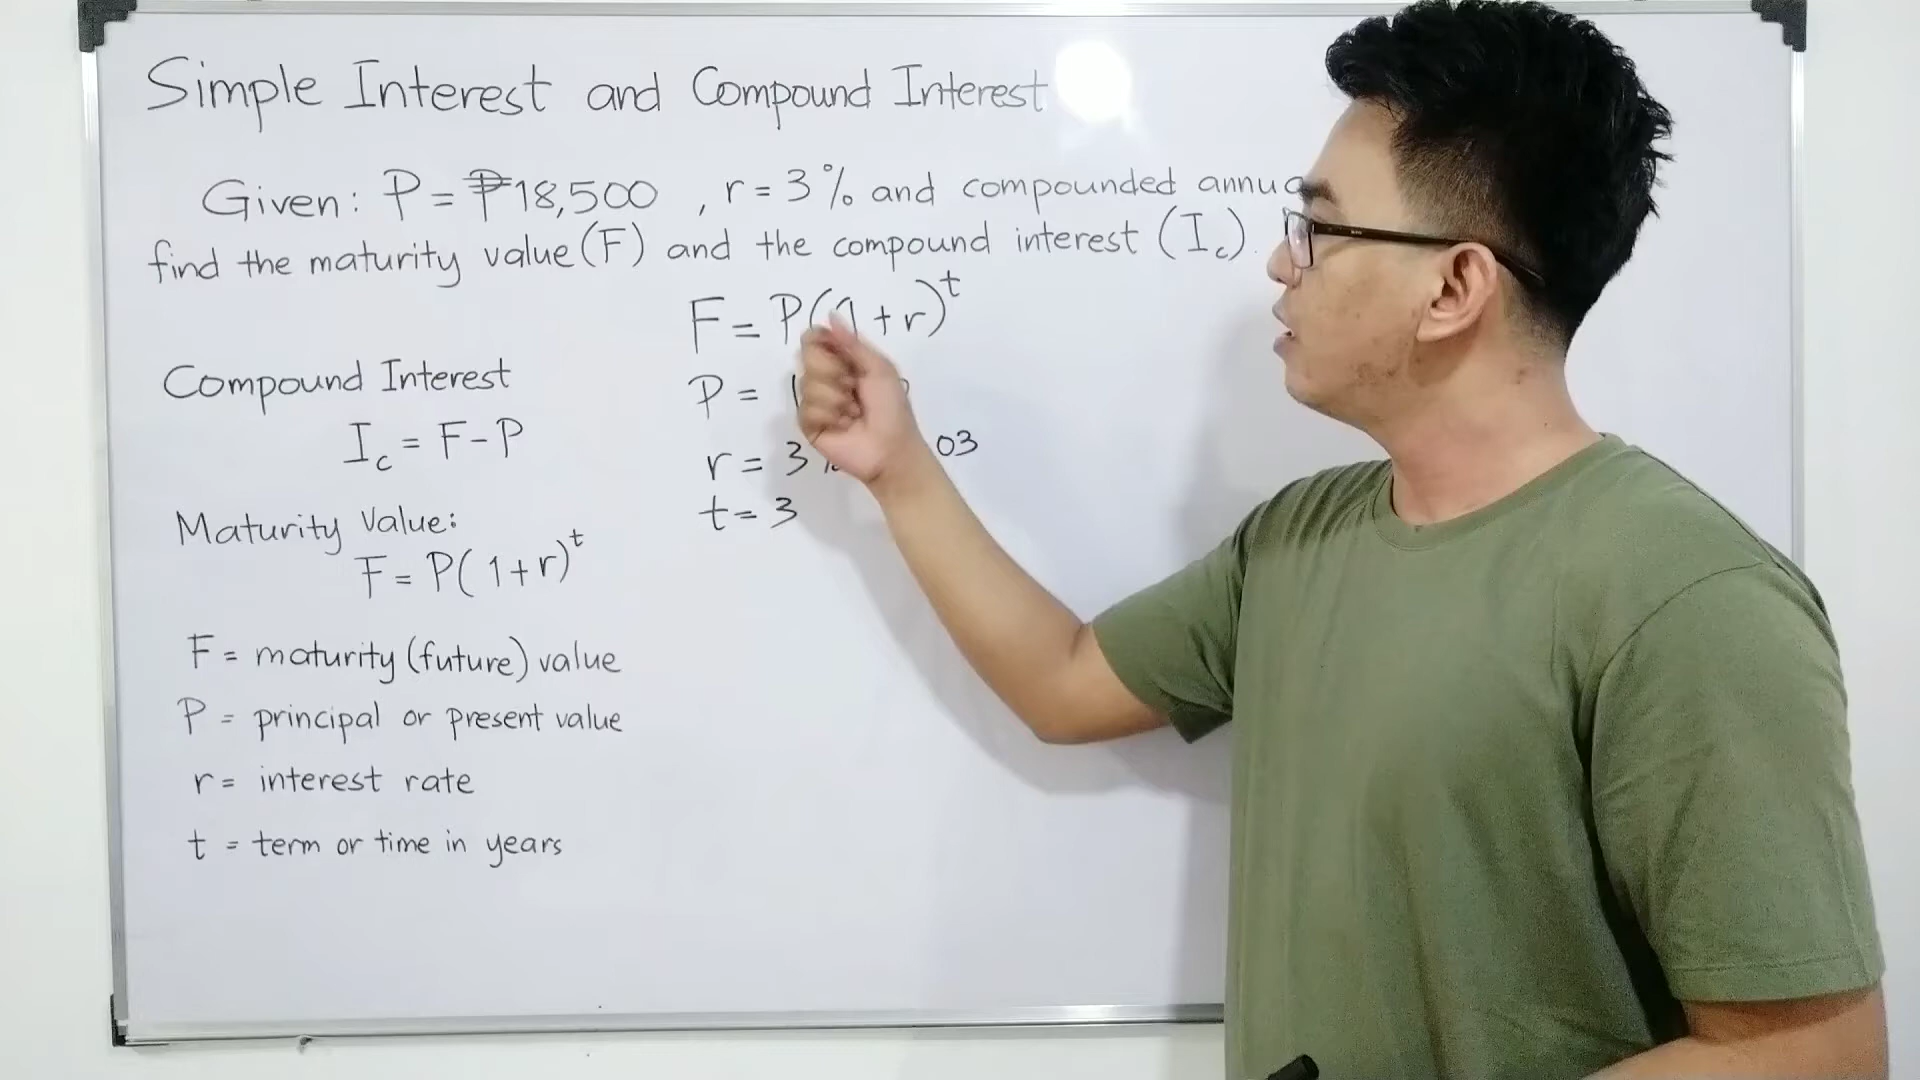 Simple Interest and Compound Interest
Given: P = ₱18,500 , r = 3% and compounded
find the maturity value (F) and the compound interest (Ic).
F = P(1+r)^t
P =
r = 3% 03
t = 3
Compound Interest
Ic = F - P
Maturity Value:
F = P(1+r)^t
F = maturity (future) value
P = principal or present value
r = interest rate
t = term or time in years